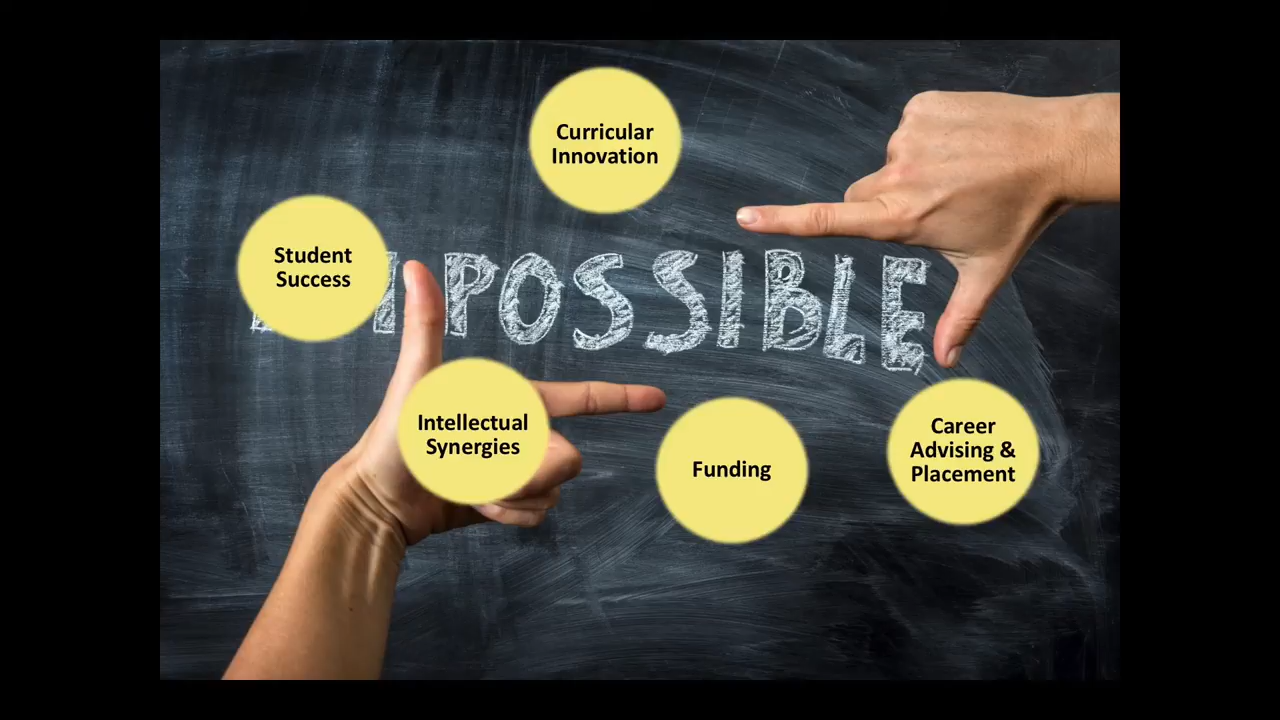 Curricular
Innovation
Student
Success
POSSIBLE
Intellectual
Synergies
Funding
Career
Advising &
Placement